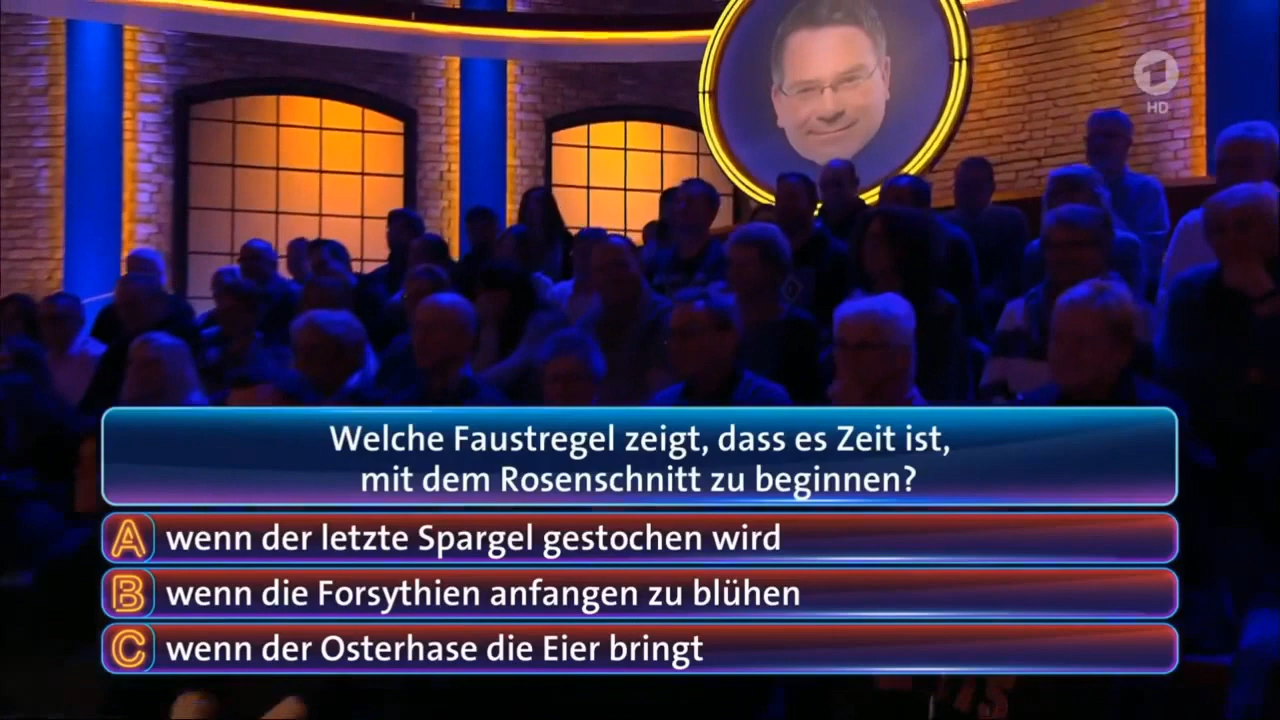 1
HD
Welche Faustregel zeigt, dass es Zeit ist,
mit dem Rosenschnitt zu beginnen?
A wenn der letzte Spargel gestochen wird
B wenn die Forsythien anfangen zu blühen
C wenn der Osterhase die Eier bringt